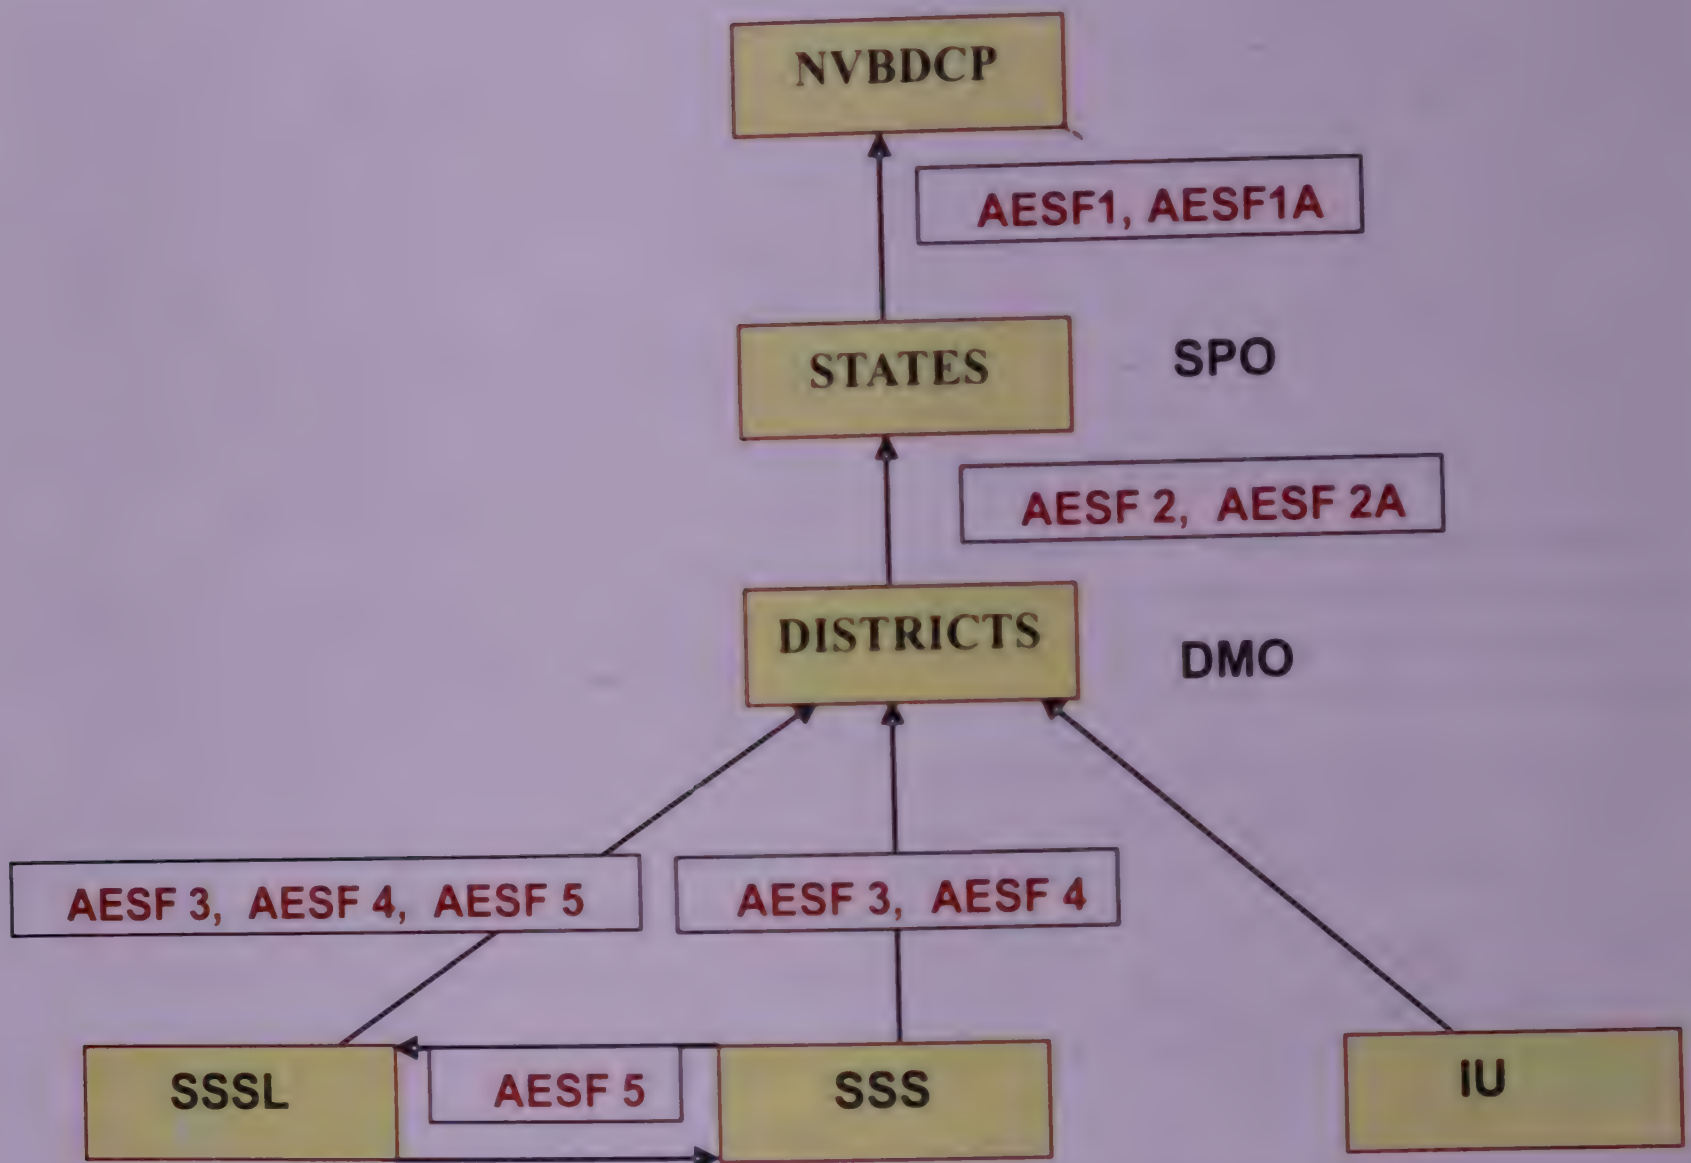 NVBDCP
AESF1, AESF1A
STATES
SPO
AESF 2, AESF 2A
DISTRICTS
DMO
AESF 3, AESF 4, AESF 5
AESF 3, AESF 4
SSSL
AESF 5
SSS
IU